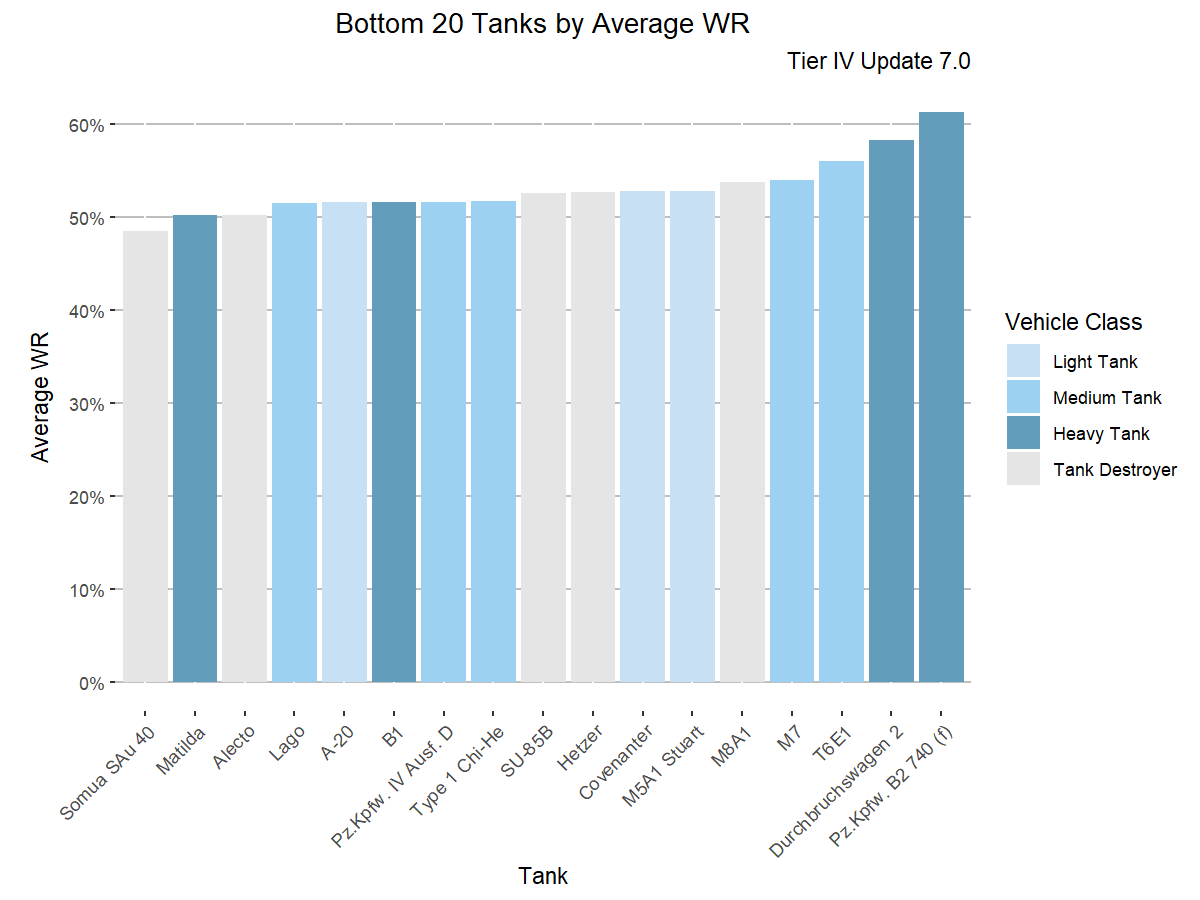 Bottom 20 Tanks by Average WR
Tier IV Update 7.0
Average WR
60%
50%
40%
30%
20%
10%
0%
Somua SAu 40
Matilda
Alecto
Lago
A-20
B1
Pz.Kpfw. IV Ausf. D
Type 1 Chi-He
SU-85B
Hetzer
Covenanter
M5A1 Stuart
M8A1
M7
T6E1
Durchbruchswagen 2
Pz.Kpfw. B2 740 (f)
Tank
Vehicle Class
Light Tank
Medium Tank
Heavy Tank
Tank Destroyer